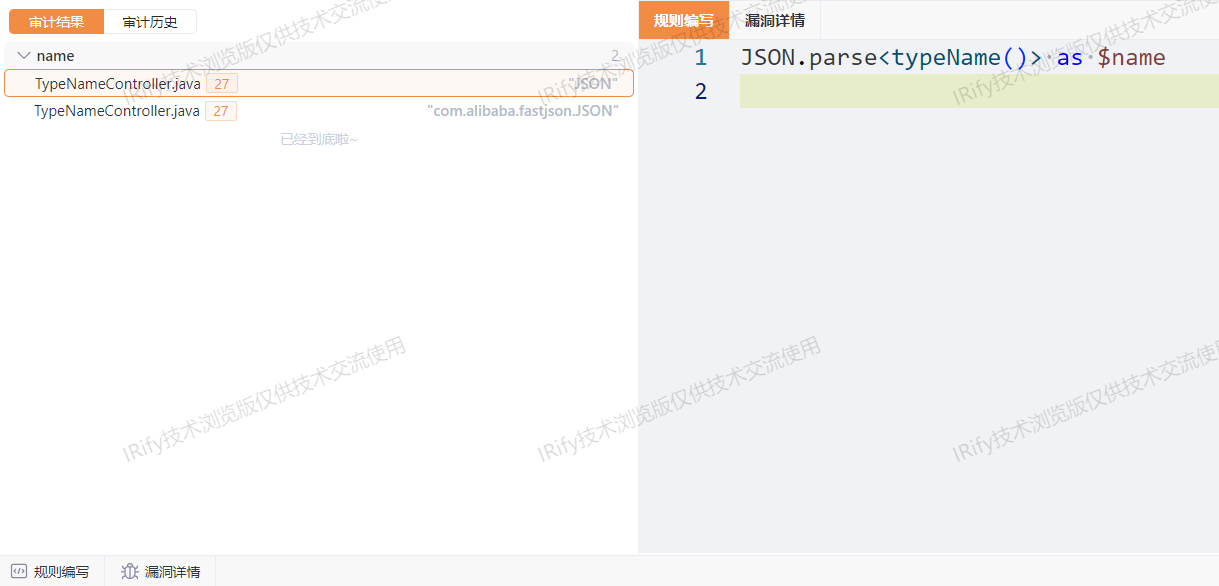 审计结果 审计历史
name 2
TypeNameController.java 27 "JSON"
TypeNameController.java 27 "com.alibaba.fastjson.JSON"
已经到底啦~
规则编写 漏洞详情
1 JSON.parse<typeName()> as $name
2
IRify技术浏览版仅供技术交流使用
IRify技术浏览版仅供技术交流使用
IRify技术浏览版仅供技术交流使用
IRify技术浏览版仅供技术交流使用
IRify技术浏览版仅供技术交流使用
IRify技术浏览版仅供技术交流使用
规则编写 漏洞详情